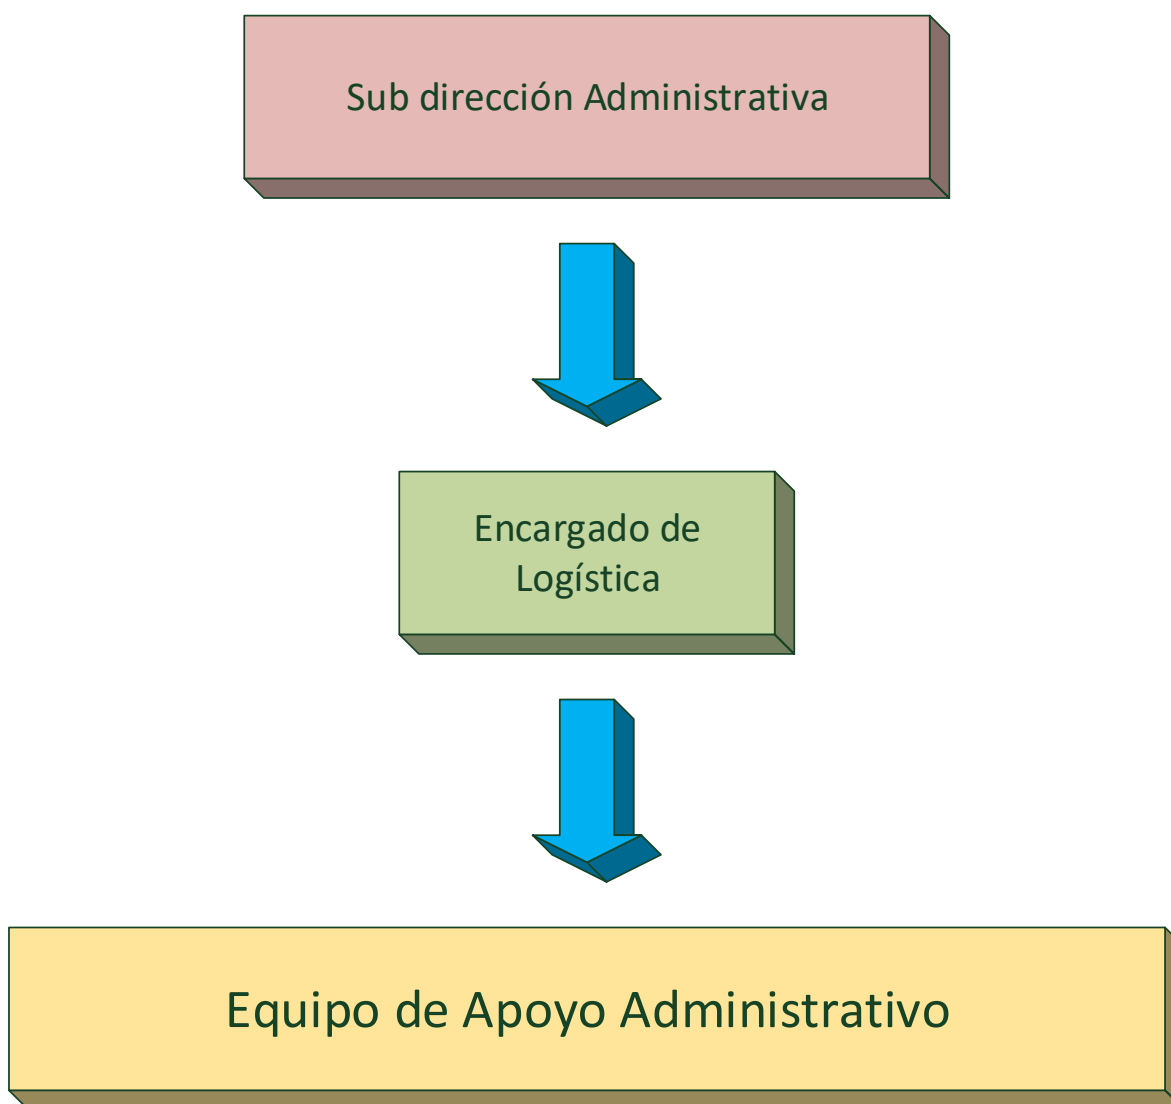 Sub dirección Administrativa
Encargado de
Logística
Equipo de Apoyo Administrativo